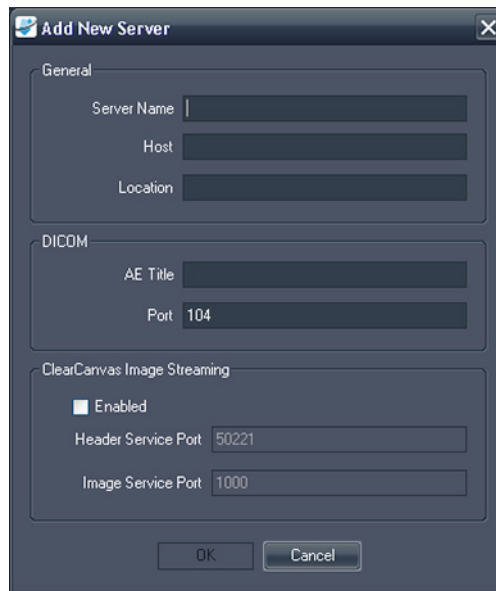 Add New Server
General
Server Name
Host
Location
DICOM
AE Title
Port 104
ClearCanvas Image Streaming
Enabled
Header Service Port 50221
Image Service Port 1000
OK Cancel